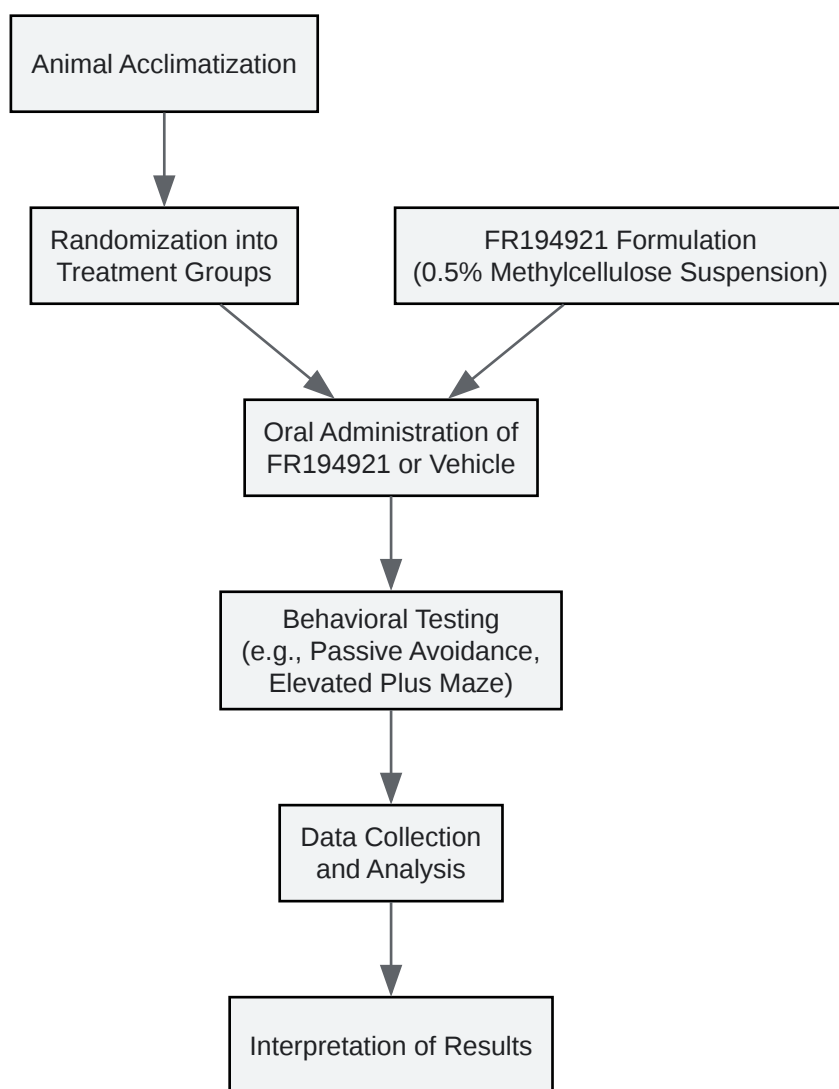 Animal Acclimatization
Randomization into
Treatment Groups
FR194921 Formulation
(0.5% Methylcellulose Suspension)
Oral Administration of
FR194921 or Vehicle
Behavioral Testing
(e.g., Passive Avoidance,
Elevated Plus Maze)
Data Collection
and Analysis
Interpretation of Results